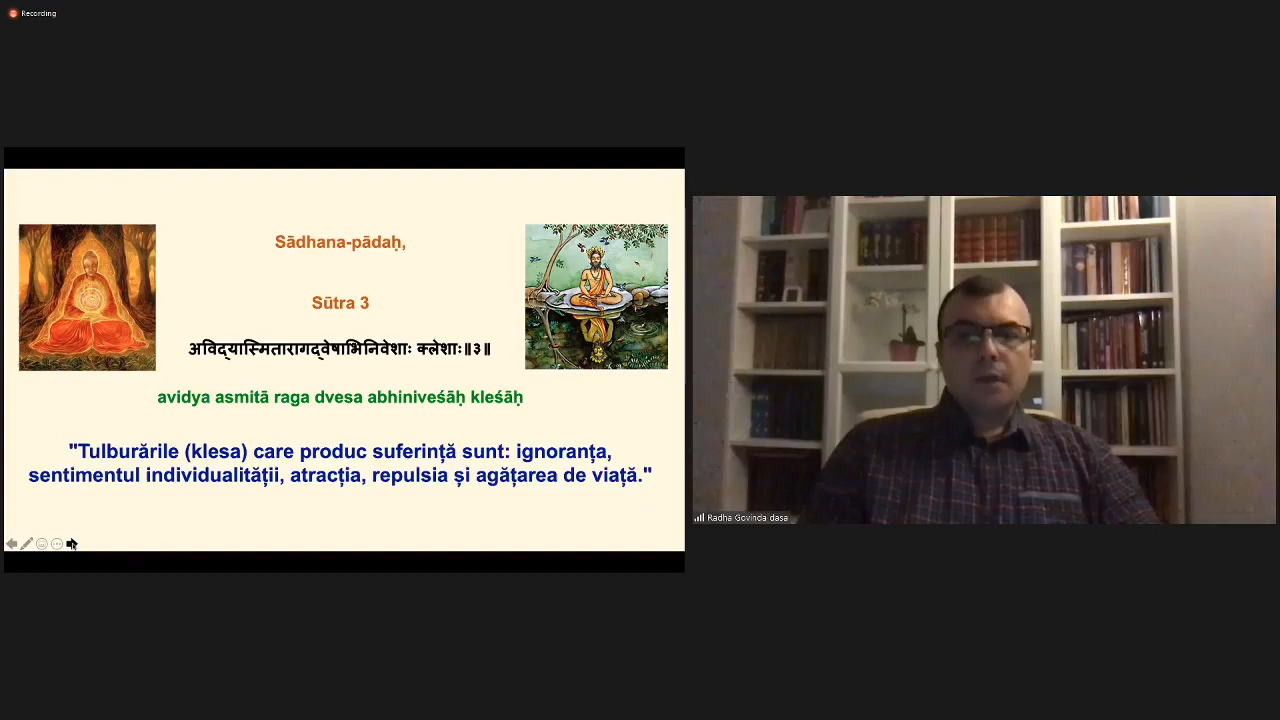 Recording
Sādhana-pādaḥ,
Sūtra 3
अविद्यास्मितारागद्वेषाभिनिवेशाः क्लेशाः॥३॥
avidya asmitā raga dvesa abhiniveśāḥ kleśāḥ
"Tulburările (klesa) care produc suferință sunt: ignoranța,
sentimentul individualității, atracția, repulsia și agățarea de viață."
Radha Govinda dasa